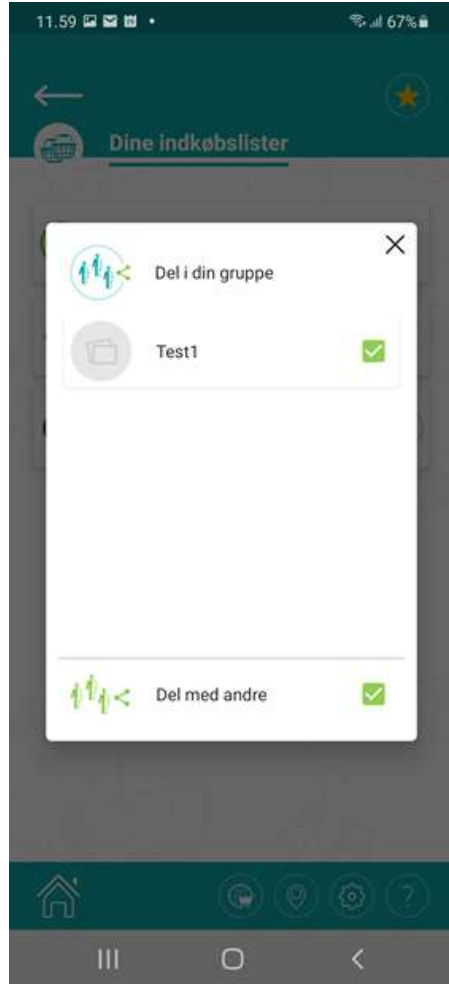 11.59 67%
Dine indkøbslister
Del i din gruppe
Test1
Del med andre
?